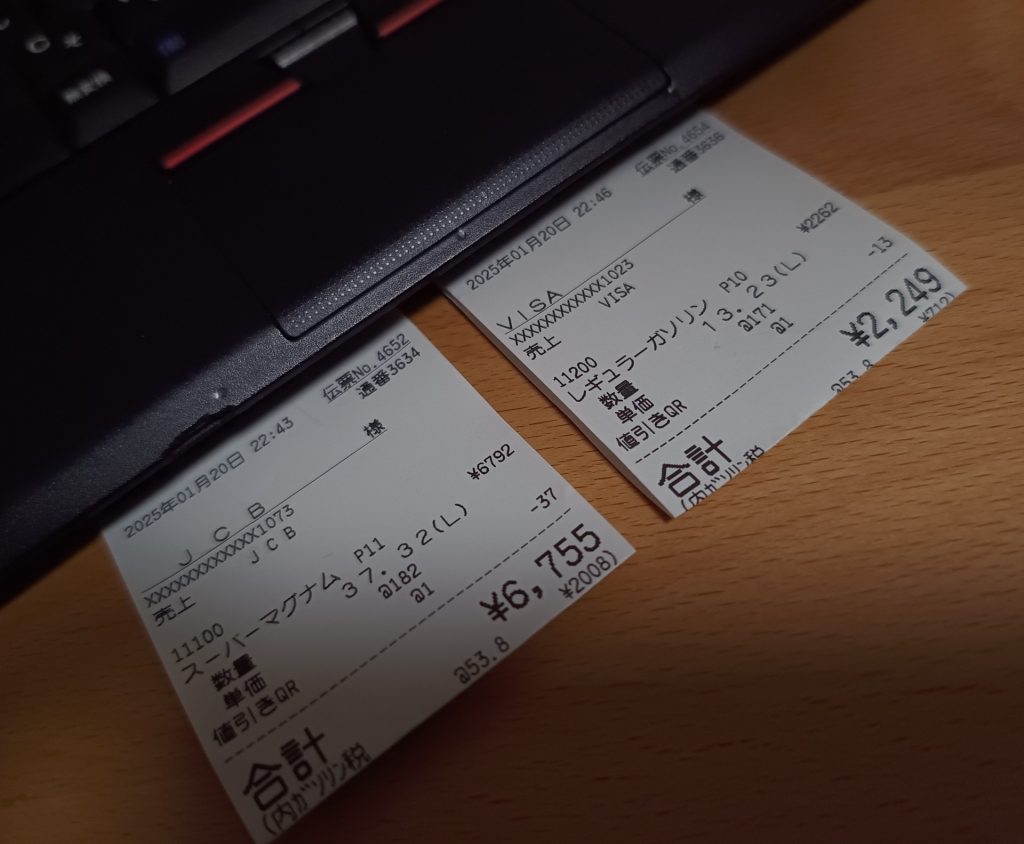 無変換
伝票No.4652
2025年01月20日 22:43 通番3634
J C B 様
XXXXXXXXXXXX1073
J C B
売上
11100
スーパーマグナム P11 ¥6792
数量 37.32(L)
単価 @182
値引きQR @1 -37
合計 ¥6,755
(内ガソリン税 @53.8 ¥2008)
伝票No.4654
2025年01月20日 22:46 通番3636
VISA 様
XXXXXXXXXXXX1023
VISA
売上
11200
レギュラーガソリン P10 ¥2262
数量 13.23(L)
単価 @171
値引きQR @1 -13
合計 ¥2,249
(内ガソリン税 @53.8 ¥712)